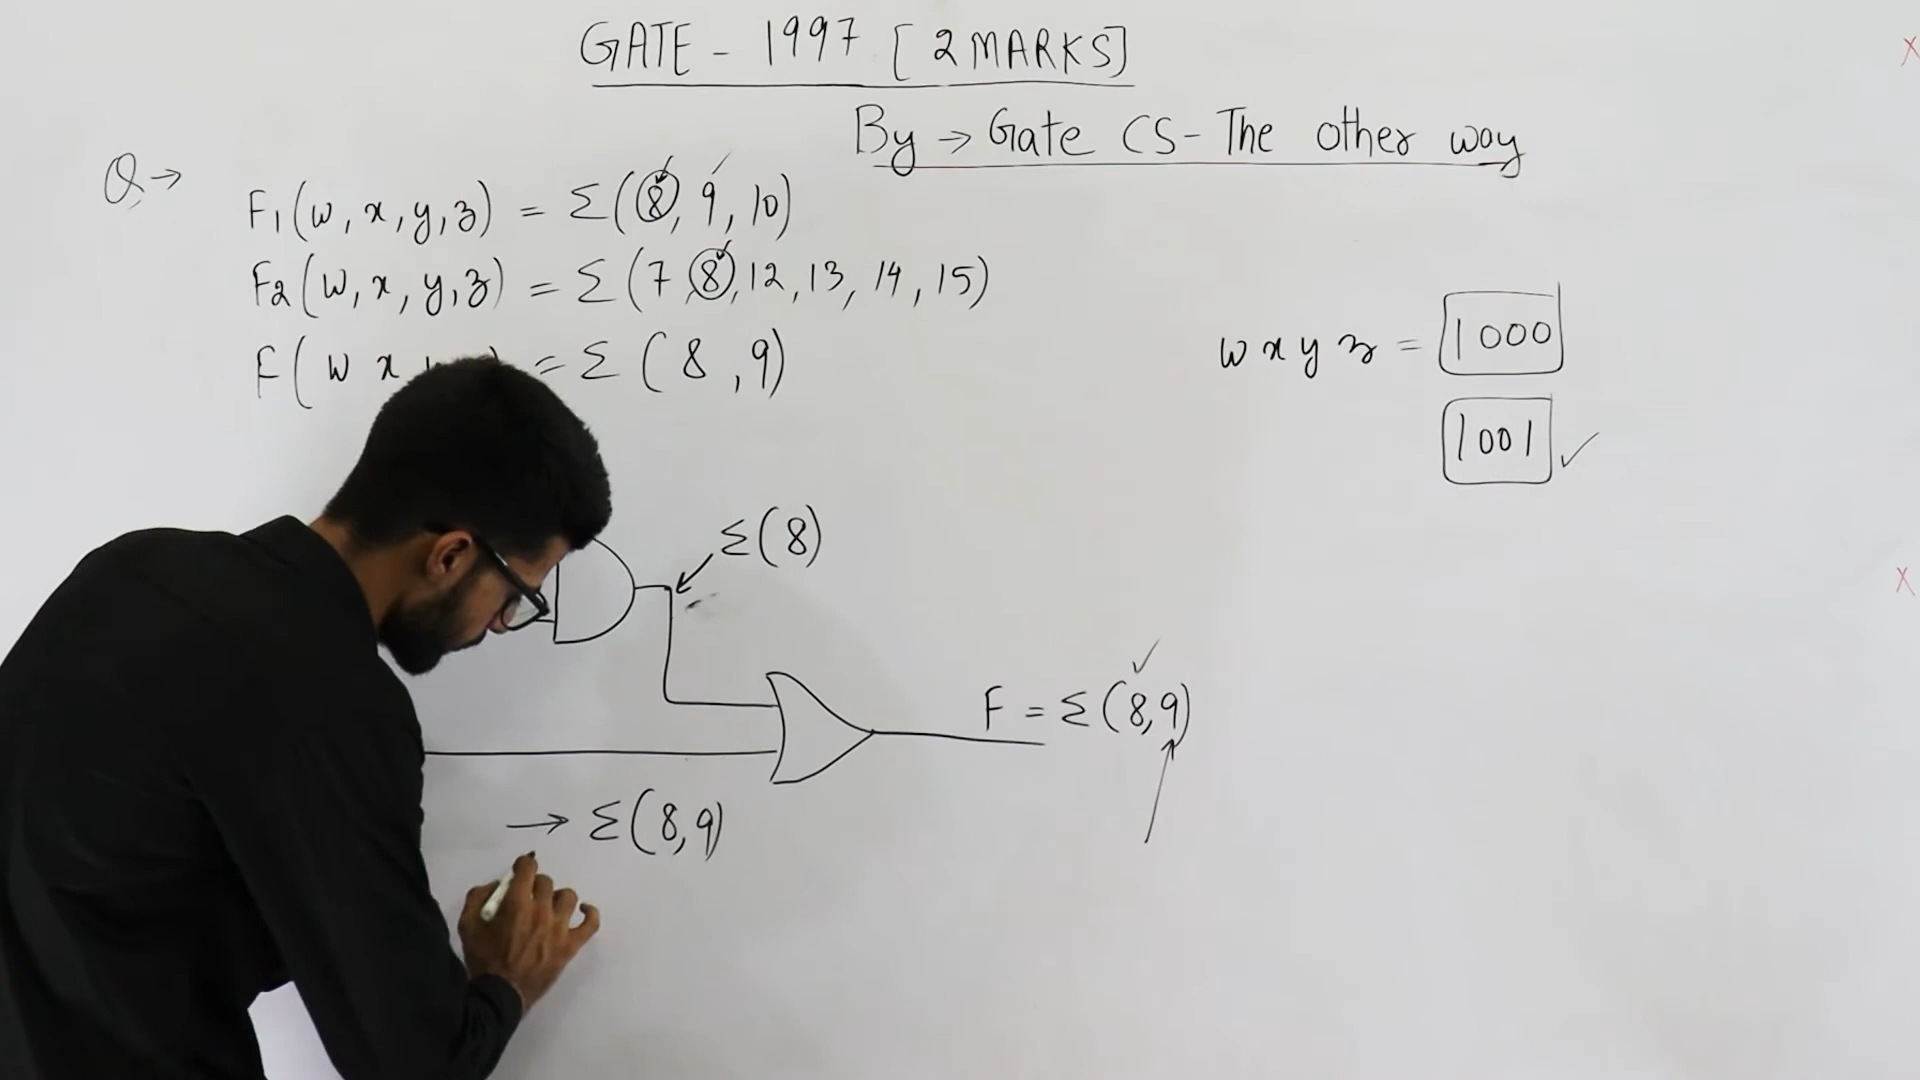 GATE - 1997 [2 MARKS]
By → Gate CS - The other way
Q →
F1(w, x, y, z) = Σ(8, 9, 10)
F2(w, x, y, z) = Σ(7, 8, 12, 13, 14, 15)
F(w x = Σ(8, 9)
w x y z = 1000
1001 ✓
Σ(8)
F = Σ(8,9)
→ Σ(8,9)
X
X